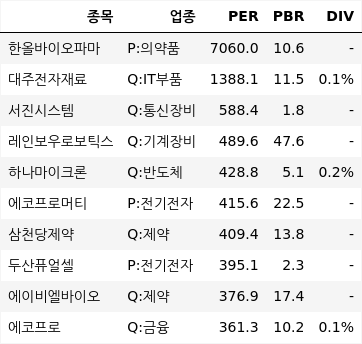 종목 업종 PER PBR DIV
한올바이오파마 P:의약품 7060.0 10.6 -
대주전자재료 Q:IT부품 1388.1 11.5 0.1%
서진시스템 Q:통신장비 588.4 1.8 -
레인보우로보틱스 Q:기계장비 489.6 47.6 -
하나마이크론 Q:반도체 428.8 5.1 0.2%
에코프로머티 P:전기전자 415.6 22.5 -
삼천당제약 Q:제약 409.4 13.8 -
두산퓨얼셀 P:전기전자 395.1 2.3 -
에이비엘바이오 Q:제약 376.9 17.4 -
에코프로 Q:금융 361.3 10.2 0.1%